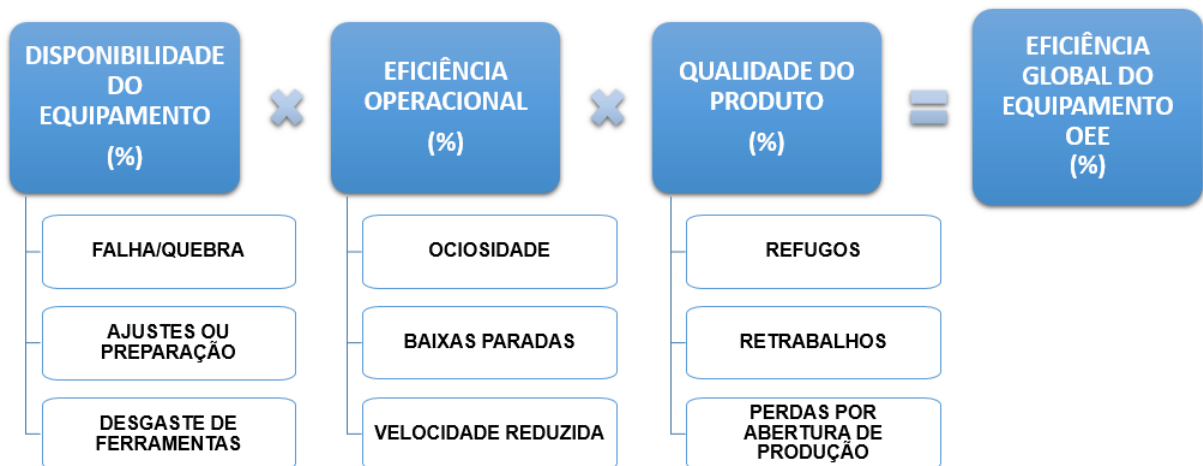 DISPONIBILIDADE
DO
EQUIPAMENTO
(%)
EFICIÊNCIA
OPERACIONAL
(%)
QUALIDADE DO
PRODUTO
(%)
EFICIÊNCIA
GLOBAL DO
EQUIPAMENTO
OEE
(%)
FALHA/QUEBRA
AJUSTES OU
PREPARAÇÃO
DESGASTE DE
FERRAMENTAS
OCIOSIDADE
BAIXAS PARADAS
VELOCIDADE REDUZIDA
REFUGOS
RETRABALHOS
PERDAS POR
ABERTURA DE
PRODUÇÃO